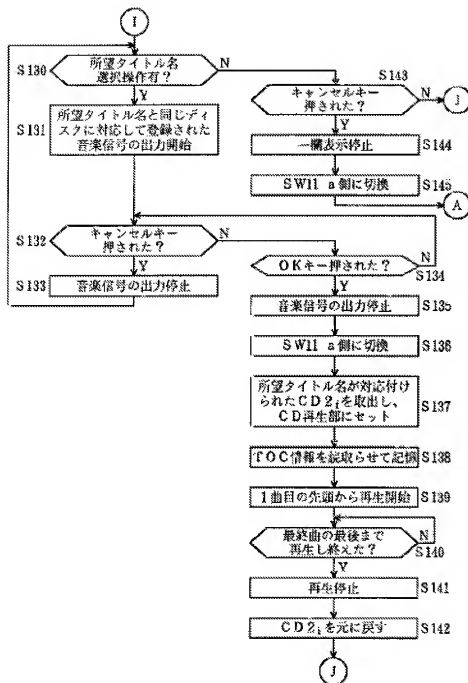 I
S130
所望タイトル名
選択操作有?
N
Y
S131
所望タイトル名と同じディ
スクに対応して登録された
音楽信号の出力開始
S143
キャンセルキー
押された?
N
J
Y
一欄表示停止
S144
SW11 a側に切換
S145
A
S132
キャンセルキー
押された?
N
Y
S133
音楽信号の出力停止
OKキー押された?
N
S134
Y
音楽信号の出力停止
S135
SW11 a側に切換
S136
所望タイトル名が対応付け
られたCD2iを取出し、
CD再生部にセット
S137
TOC情報を読取らせて記憶
S138
1曲目の先頭から再生開始
S139
最終曲の最後まで
再生し終えた?
N
S140
Y
再生停止
S141
CD2iを元に戻す
S142
J